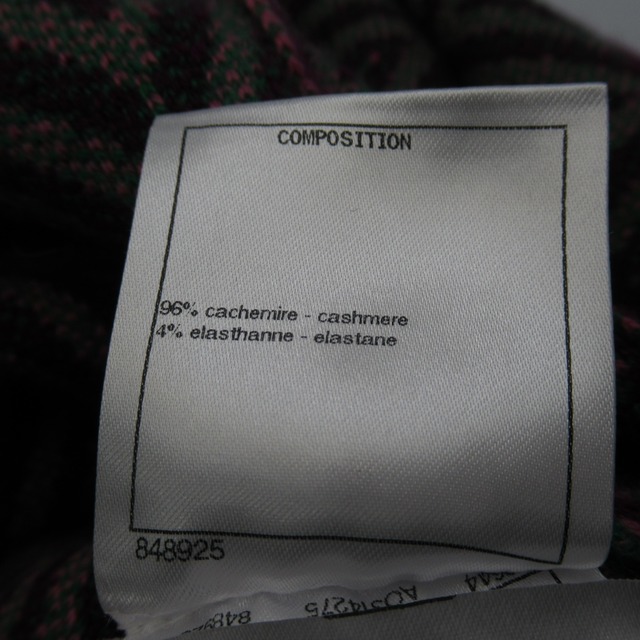 COMPOSITION
96% cachemire - cashmere
4% elasthanne - elastane
848925